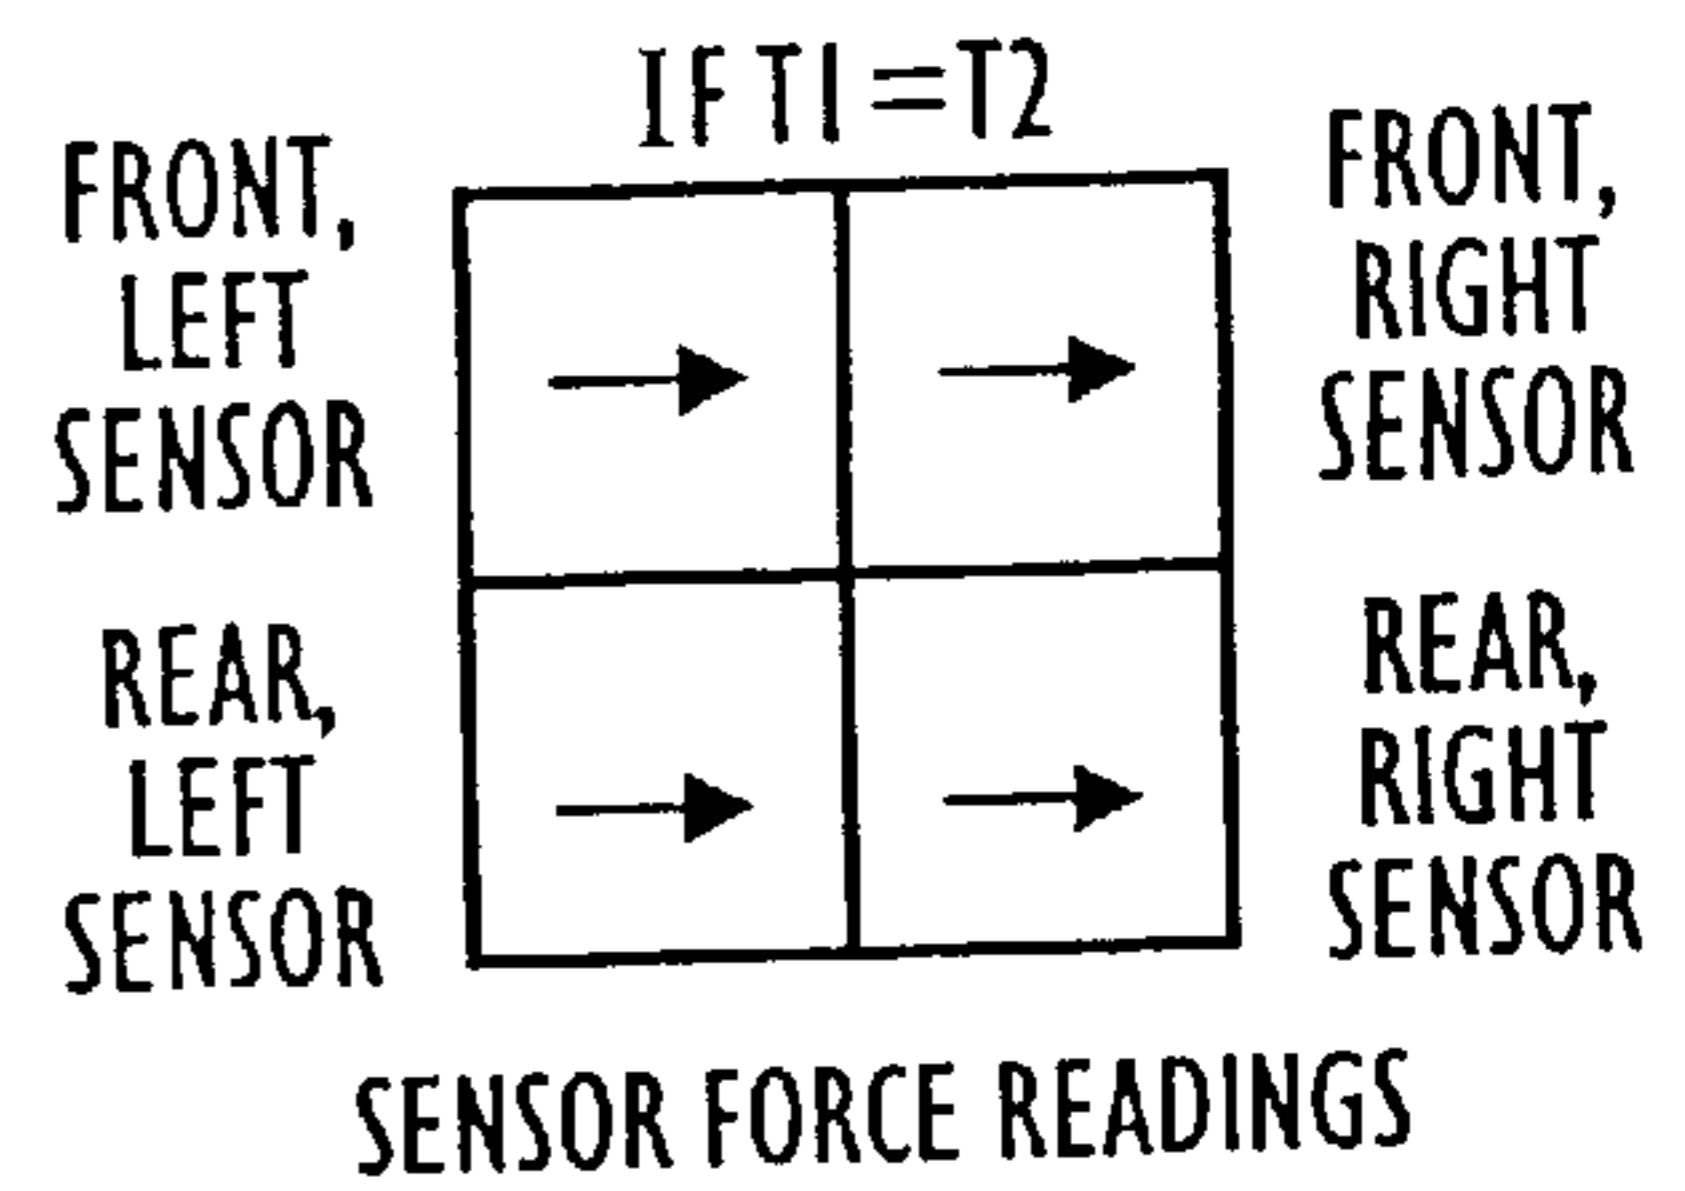 IF T1=T2
FRONT,
LEFT
SENSOR
FRONT,
RIGHT
SENSOR
REAR,
LEFT
SENSOR
REAR,
RIGHT
SENSOR
SENSOR FORCE READINGS